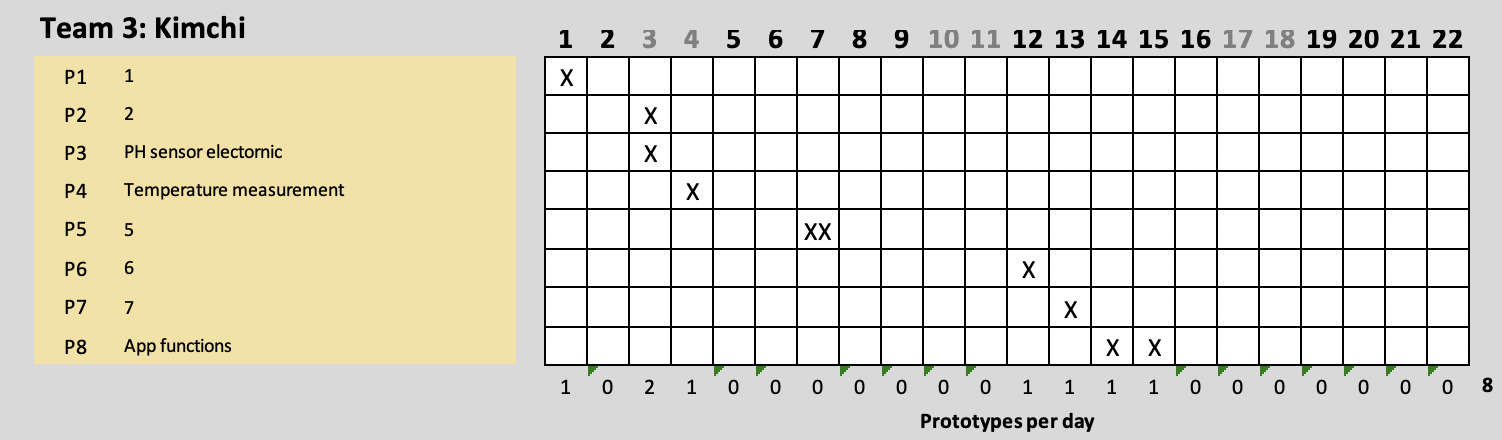 Team 3: Kimchi
1 2 3 4 5 6 7 8 9 10 11 12 13 14 15 16 17 18 19 20 21 22
P1 1 X
P2 2 X
P3 PH sensor electornic X
P4 Temperature measurement X
P5 5 XX
P6 6 X
P7 7 X
P8 App functions X X
1 0 2 1 0 0 0 0 0 0 0 1 1 1 1 0 0 0 0 0 0 0 8
Prototypes per day